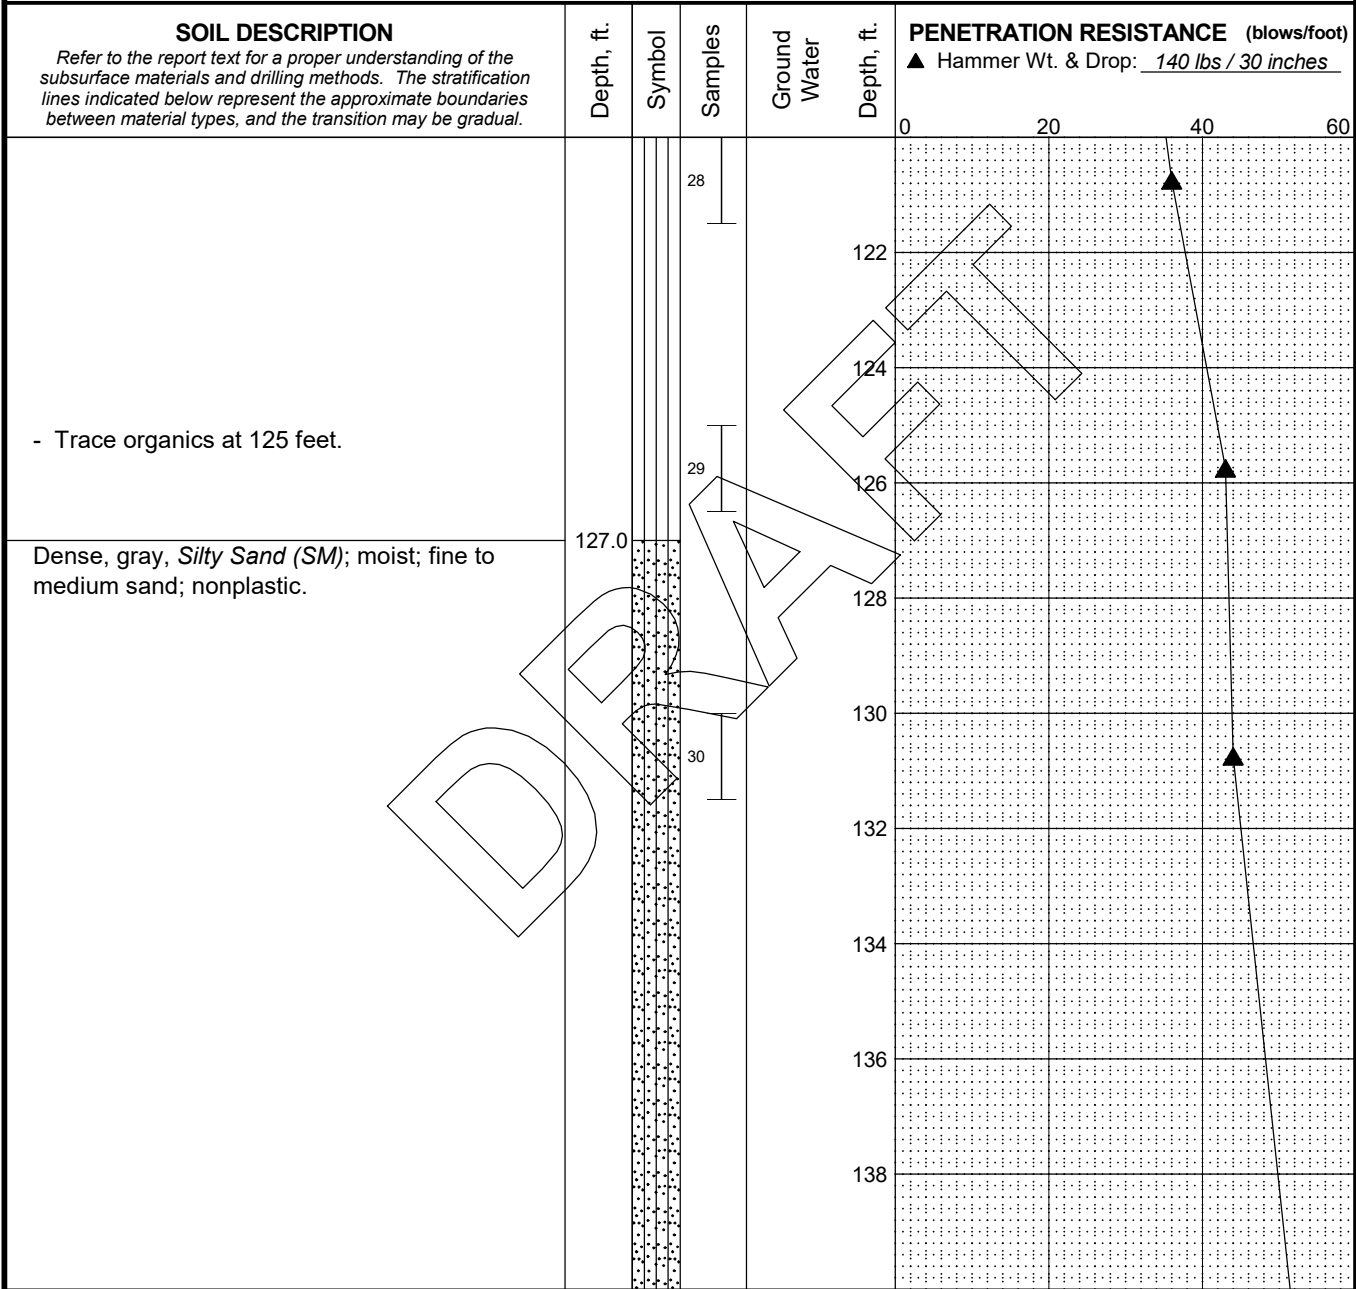 SOIL DESCRIPTION
Refer to the report text for a proper understanding of the
subsurface materials and drilling methods. The stratification
lines indicated below represent the approximate boundaries
between material types, and the transition may be gradual.
Depth, ft.
Symbol
Samples
Ground
Water
Depth, ft.
PENETRATION RESISTANCE (blows/foot)
▲ Hammer Wt. & Drop: 140 lbs / 30 inches
0 20 40 60
28
122
124
- Trace organics at 125 feet.
29
126
127.0
Dense, gray, Silty Sand (SM); moist; fine to
medium sand; nonplastic.
128
130
30
132
134
136
138
DRAFT